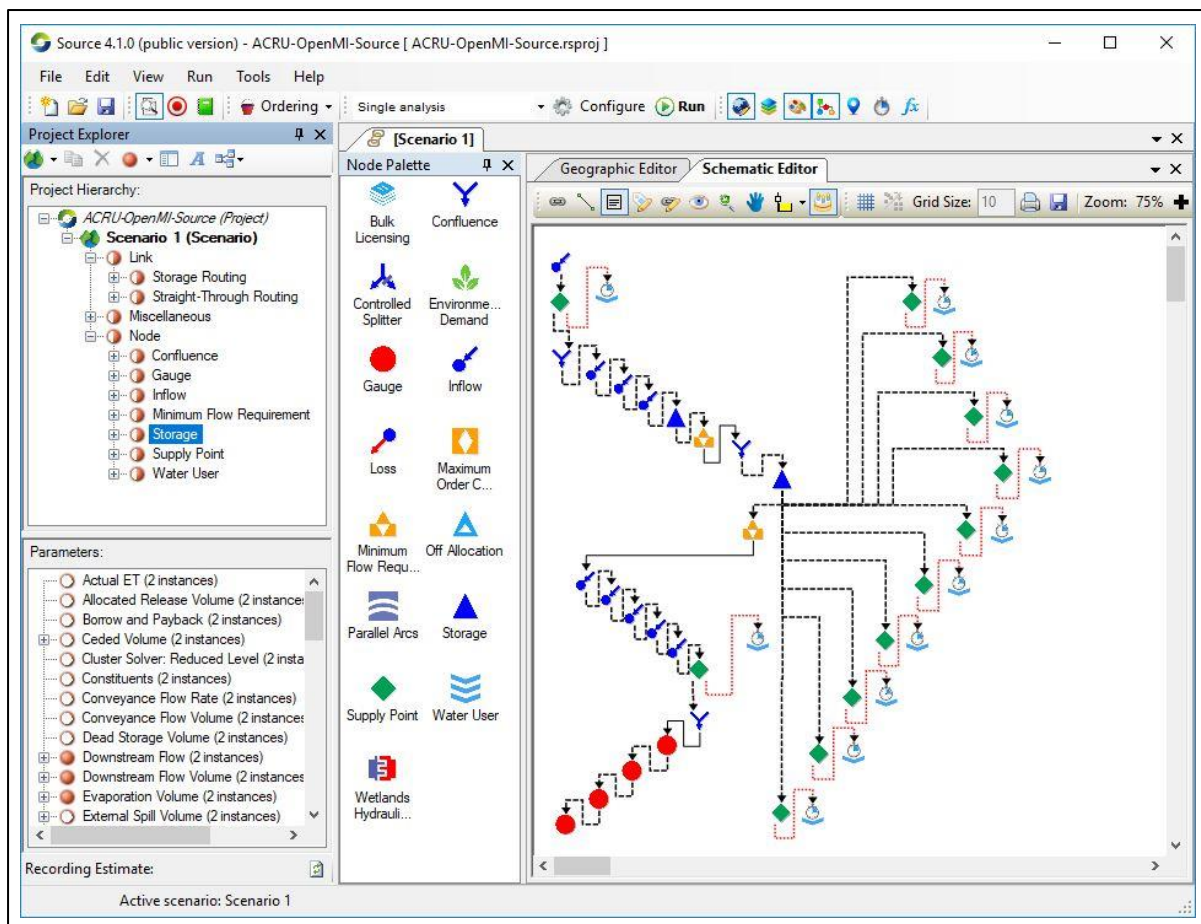 Source 4.1.0 (public version) - ACRU-OpenMI-Source [ ACRU-OpenMI-Source.rsproj ]
File Edit View Run Tools Help
Ordering Single analysis Configure Run fx
Project Explorer
A
Project Hierarchy:
ACRU-OpenMI-Source (Project)
Scenario 1 (Scenario)
Link
Storage Routing
Straight-Through Routing
Miscellaneous
Node
Confluence
Gauge
Inflow
Minimum Flow Requirement
Storage
Supply Point
Water User
Parameters:
Actual ET (2 instances)
Allocated Release Volume (2 instances
Borrow and Payback (2 instances)
Ceded Volume (2 instances)
Cluster Solver: Reduced Level (2 insta
Constituents (2 instances)
Conveyance Flow Rate (2 instances)
Conveyance Flow Volume (2 instances
Dead Storage Volume (2 instances)
Downstream Flow (2 instances)
Downstream Flow Volume (2 instances
Evaporation Volume (2 instances)
External Spill Volume (2 instances)
Recording Estimate:
[Scenario 1]
Node Palette
Bulk
Licensing
Confluence
Controlled
Splitter
Environme...
Demand
Gauge
Inflow
Loss
Maximum
Order C...
Minimum
Flow Requ...
Off Allocation
Parallel Arcs
Storage
Supply Point
Water User
Wetlands
Hydrauli...
Geographic Editor Schematic Editor
Grid Size: 10 Zoom: 75%
Active scenario: Scenario 1